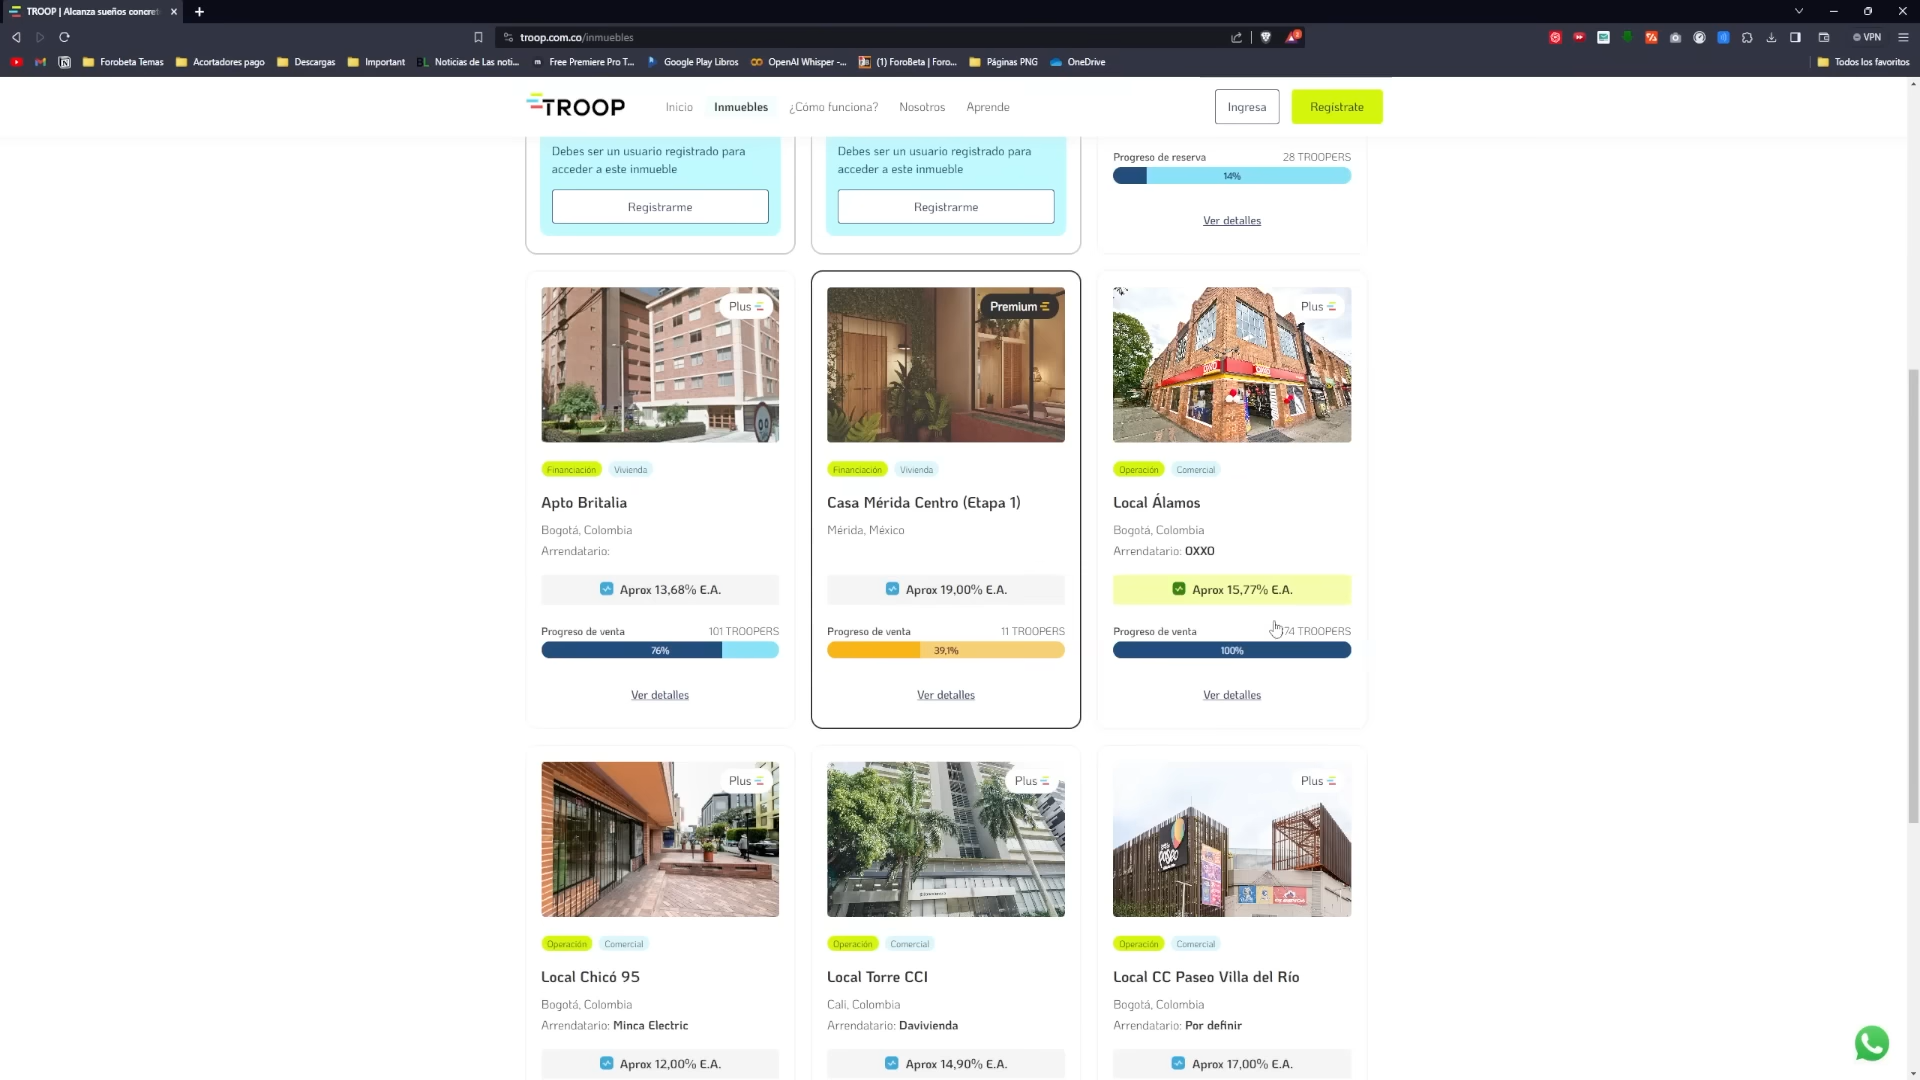 TROOP | Alcanza sueños concret
troop.com.co/inmuebles
VPN
Forobeta Temas
Acortadores pago
Descargas
Important
Noticias de Las noti...
Free Premiere Pro T...
Google Play Libros
OpenAI Whisper -...
(1) ForoBeta | Foro...
Páginas PNG
OneDrive
Todos los favoritos
TROOP
Inicio
Inmuebles
¿Cómo funciona?
Nosotros
Aprende
Ingresa
Regístrate
Debes ser un usuario registrado para
acceder a este inmueble
Registrarme
Debes ser un usuario registrado para
acceder a este inmueble
Registrarme
Progreso de reserva
28 TROOPERS
14%
Ver detalles
Plus
Financiación
Vivienda
Apto Britalia
Bogotá, Colombia
Arrendatario:
Aprox 13,68% E.A.
Progreso de venta
101 TROOPERS
76%
Ver detalles
Premium
Financiación
Vivienda
Casa Mérida Centro (Etapa 1)
Mérida, México
Aprox 19,00% E.A.
Progreso de venta
11 TROOPERS
39,1%
Ver detalles
Plus
OXXO
Operación
Comercial
Local Álamos
Bogotá, Colombia
Arrendatario: OXXO
Aprox 15,77% E.A.
Progreso de venta
74 TROOPERS
100%
Ver detalles
Plus
Operación
Comercial
Local Chicó 95
Bogotá, Colombia
Arrendatario: Minca Electric
Aprox 12,00% E.A.
Plus
Operación
Comercial
Local Torre CCI
Cali, Colombia
Arrendatario: Davivienda
Aprox 14,90% E.A.
Plus
paseo
Operación
Comercial
Local CC Paseo Villa del Río
Bogotá, Colombia
Arrendatario: Por definir
Aprox 17,00% E.A.